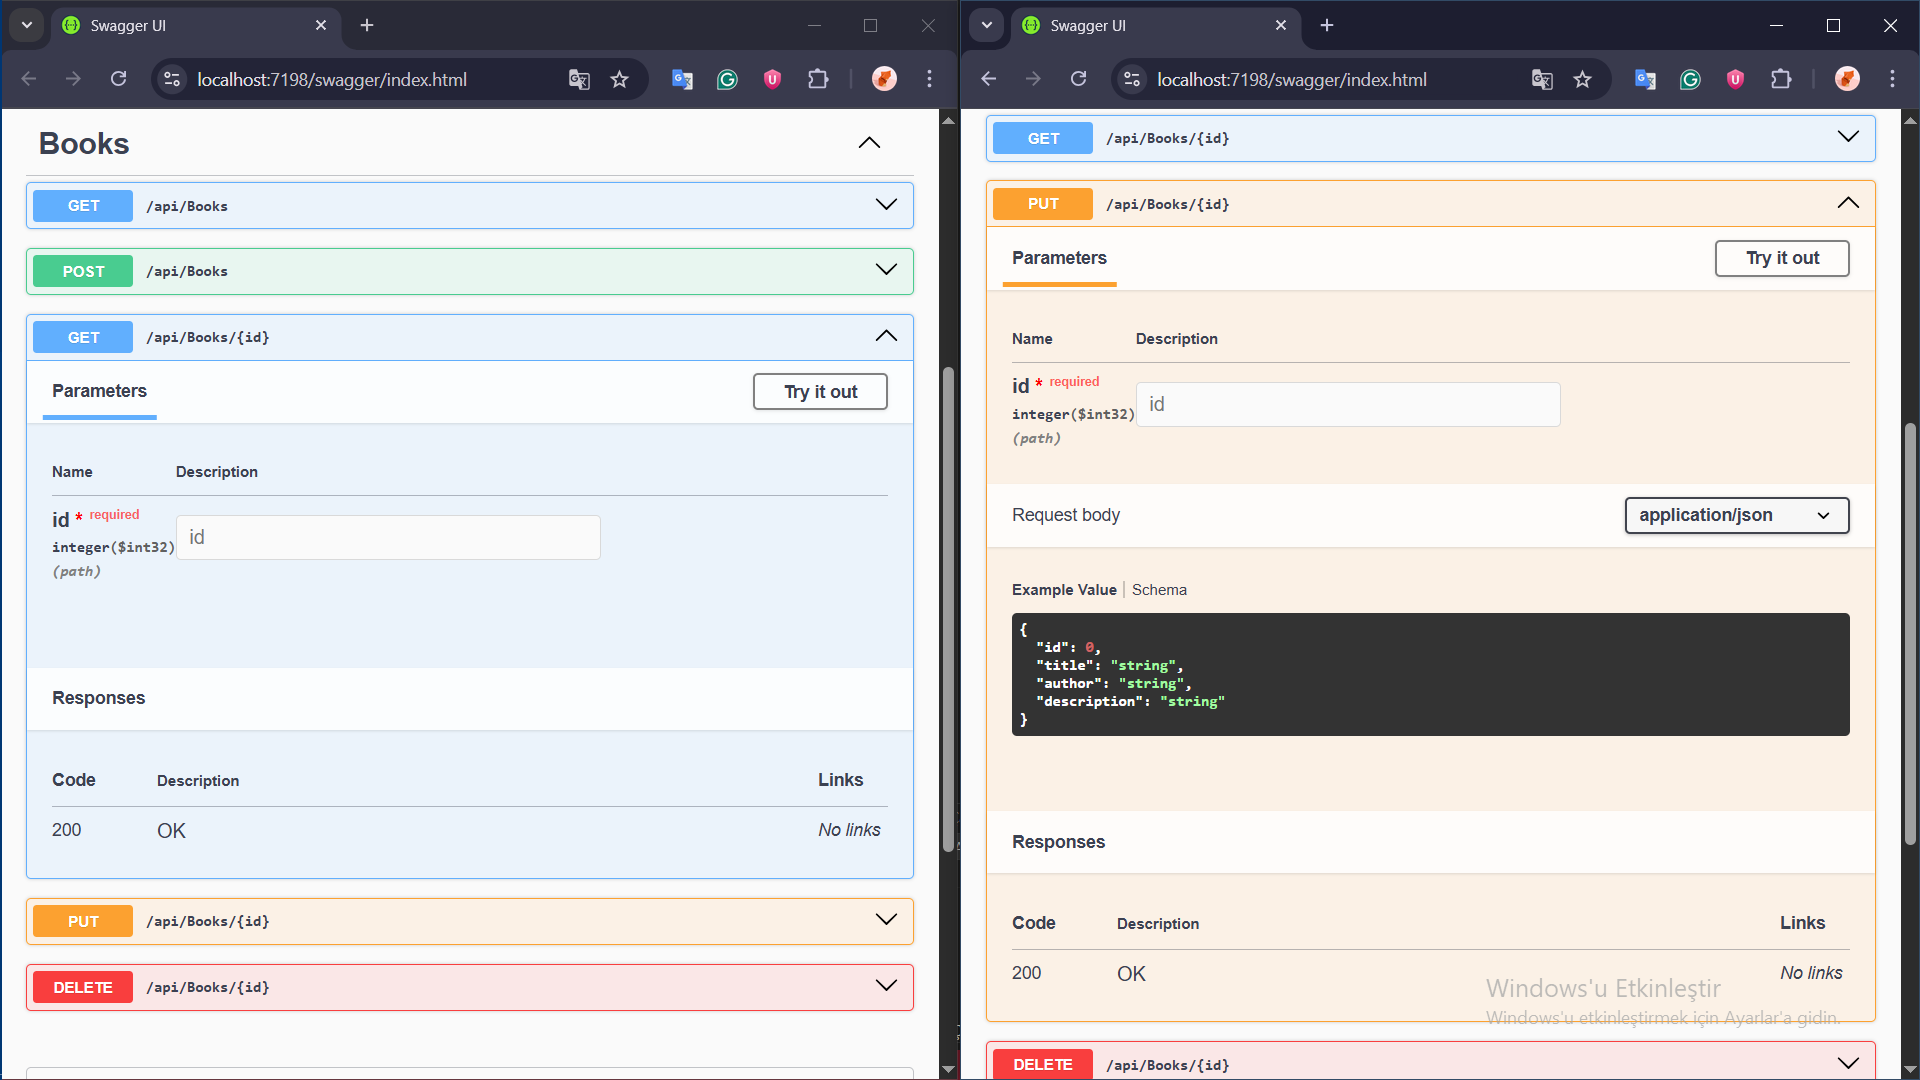 Swagger UI
localhost:7198/swagger/index.html
Books
GET /api/Books
POST /api/Books
GET /api/Books/{id}
Parameters
Try it out
Name Description
id * required
integer($int32)
(path)
id
Responses
Code Description Links
200 OK No links
PUT /api/Books/{id}
DELETE /api/Books/{id}
Swagger UI
localhost:7198/swagger/index.html
GET /api/Books/{id}
PUT /api/Books/{id}
Parameters
Try it out
Name Description
id * required
integer($int32)
(path)
id
Request body
application/json
Example Value | Schema
{
"id": 0,
"title": "string",
"author": "string",
"description": "string"
}
Responses
Code Description Links
200 OK No links
Windows'u Etkinleştir
Windows'u etkinleştirmek için Ayarlar'a gidin.
DELETE /api/Books/{id}